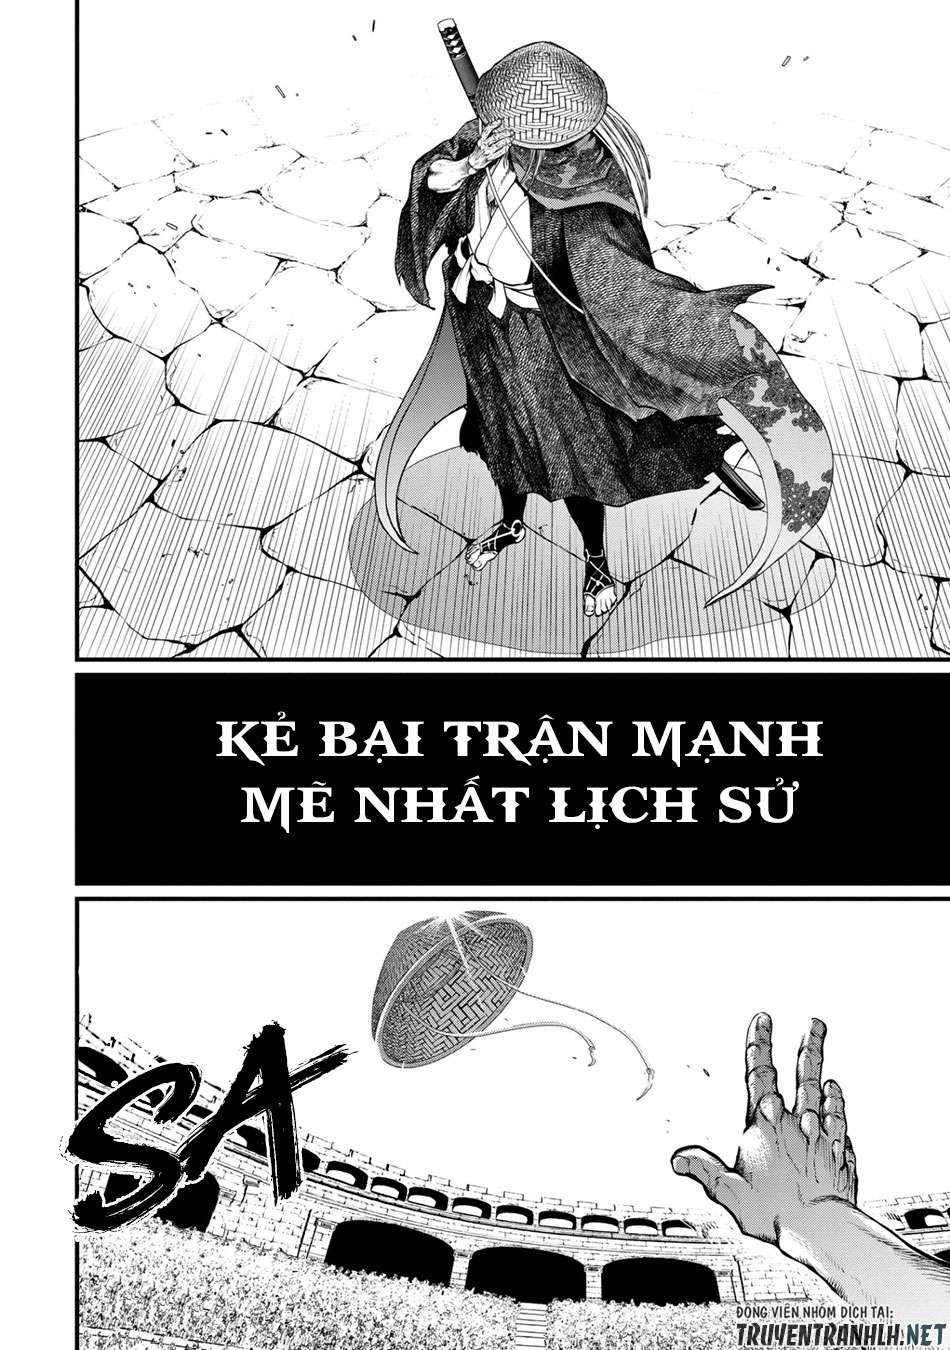 KẺ BẠI TRẬN MẠNH
MẼ NHẤT LỊCH SỬ
SA
ĐỘNG VIÊN NHÓM DỊCH TẠI:
TRUYENTRANHLH.NET